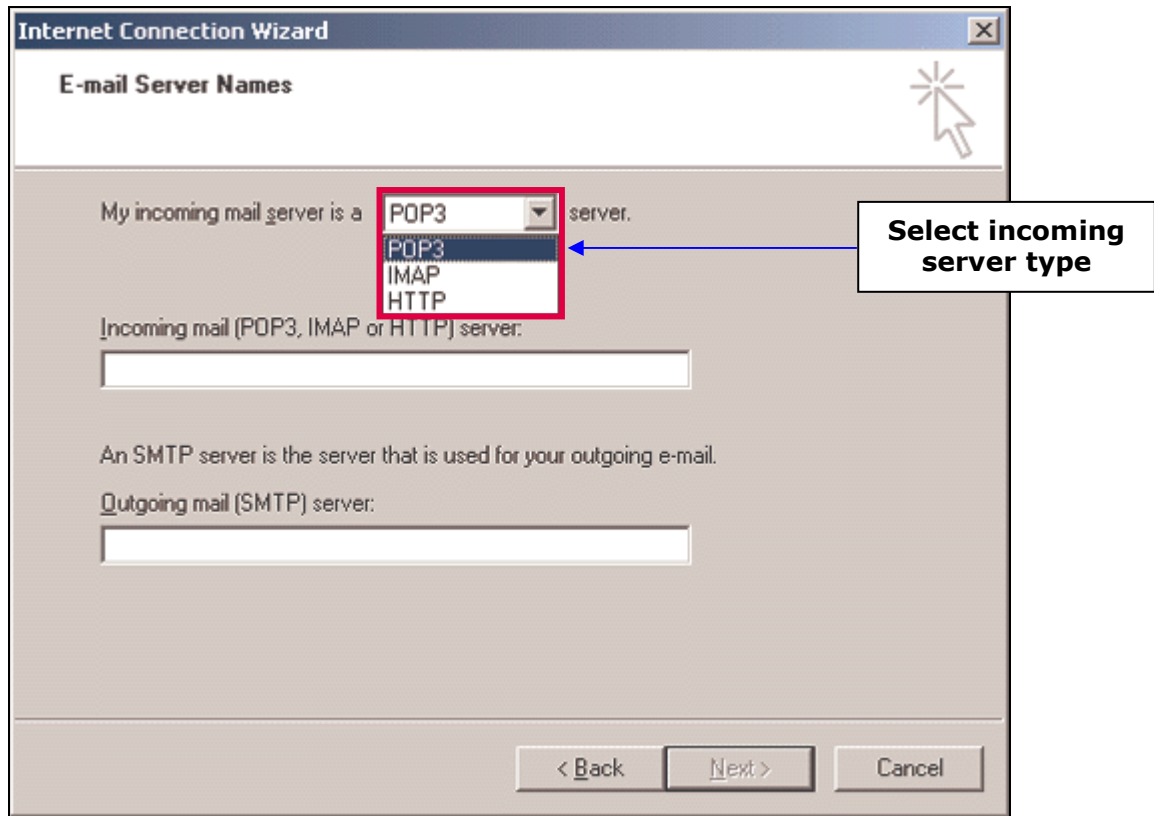 Internet Connection Wizard
E-mail Server Names
My incoming mail server is a POP3 server.
POP3
IMAP
HTTP
Select incoming
server type
Incoming mail (POP3, IMAP or HTTP) server:
An SMTP server is the server that is used for your outgoing e-mail.
Outgoing mail (SMTP) server:
< Back Next > Cancel